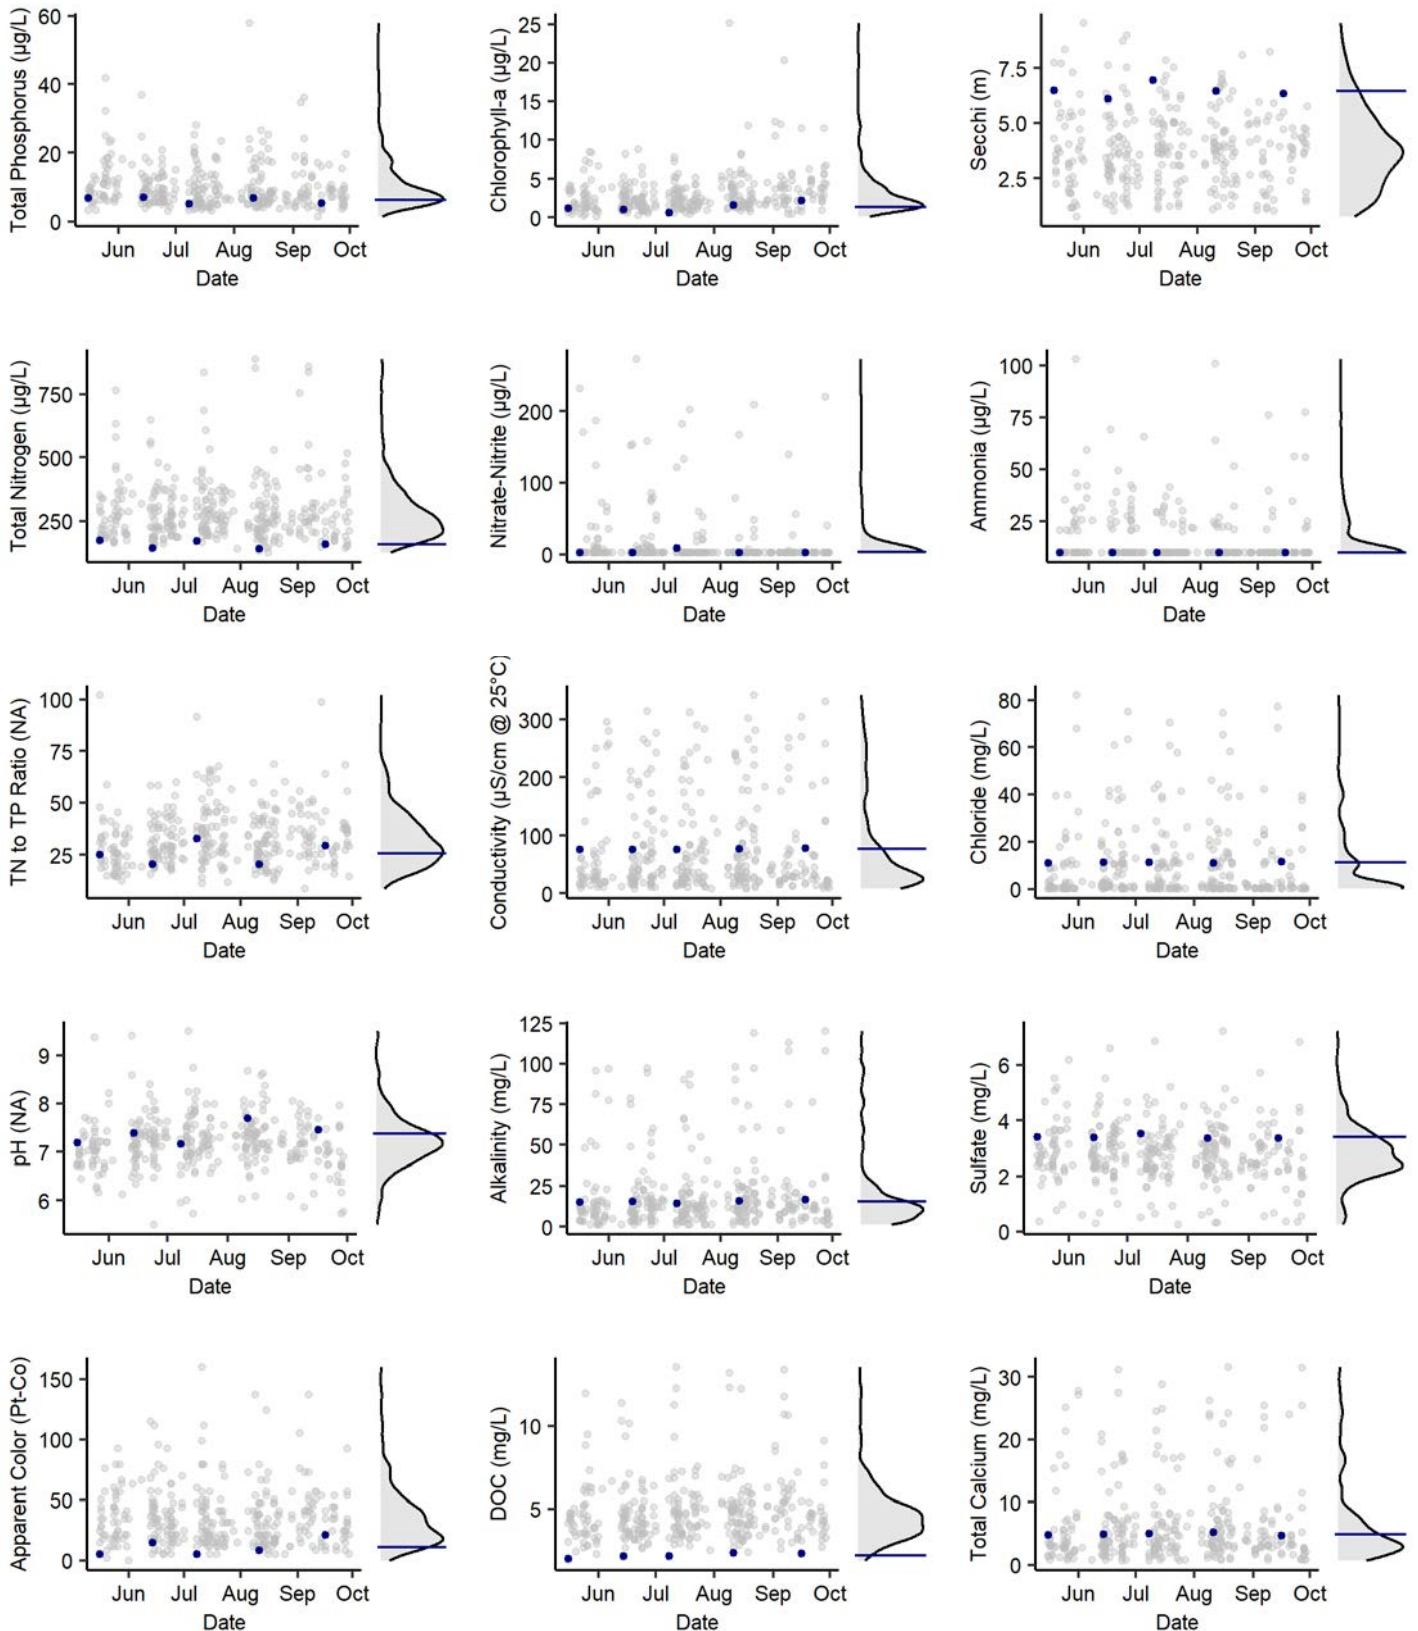 Total Phosphorus (µg/L)
60
40
20
0
Jun Jul Aug Sep Oct
Date
Chlorophyll-a (µg/L)
25
20
15
10
5
0
Jun Jul Aug Sep Oct
Date
Secchi (m)
7.5
5.0
2.5
Jun Jul Aug Sep Oct
Date
Total Nitrogen (µg/L)
750
500
250
Jun Jul Aug Sep Oct
Date
Nitrate-Nitrite (µg/L)
200
100
0
Jun Jul Aug Sep Oct
Date
Ammonia (µg/L)
100
75
50
25
Jun Jul Aug Sep Oct
Date
TN to TP Ratio (NA)
100
75
50
25
Jun Jul Aug Sep Oct
Date
Conductivity (µS/cm @ 25°C)
300
200
100
0
Jun Jul Aug Sep Oct
Date
Chloride (mg/L)
80
60
40
20
0
Jun Jul Aug Sep Oct
Date
pH (NA)
9
8
7
6
Jun Jul Aug Sep Oct
Date
Alkalinity (mg/L)
125
100
75
50
25
0
Jun Jul Aug Sep Oct
Date
Sulfate (mg/L)
6
4
2
0
Jun Jul Aug Sep Oct
Date
Apparent Color (Pt-Co)
150
100
50
0
Jun Jul Aug Sep Oct
Date
DOC (mg/L)
10
5
Jun Jul Aug Sep Oct
Date
Total Calcium (mg/L)
30
20
10
0
Jun Jul Aug Sep Oct
Date